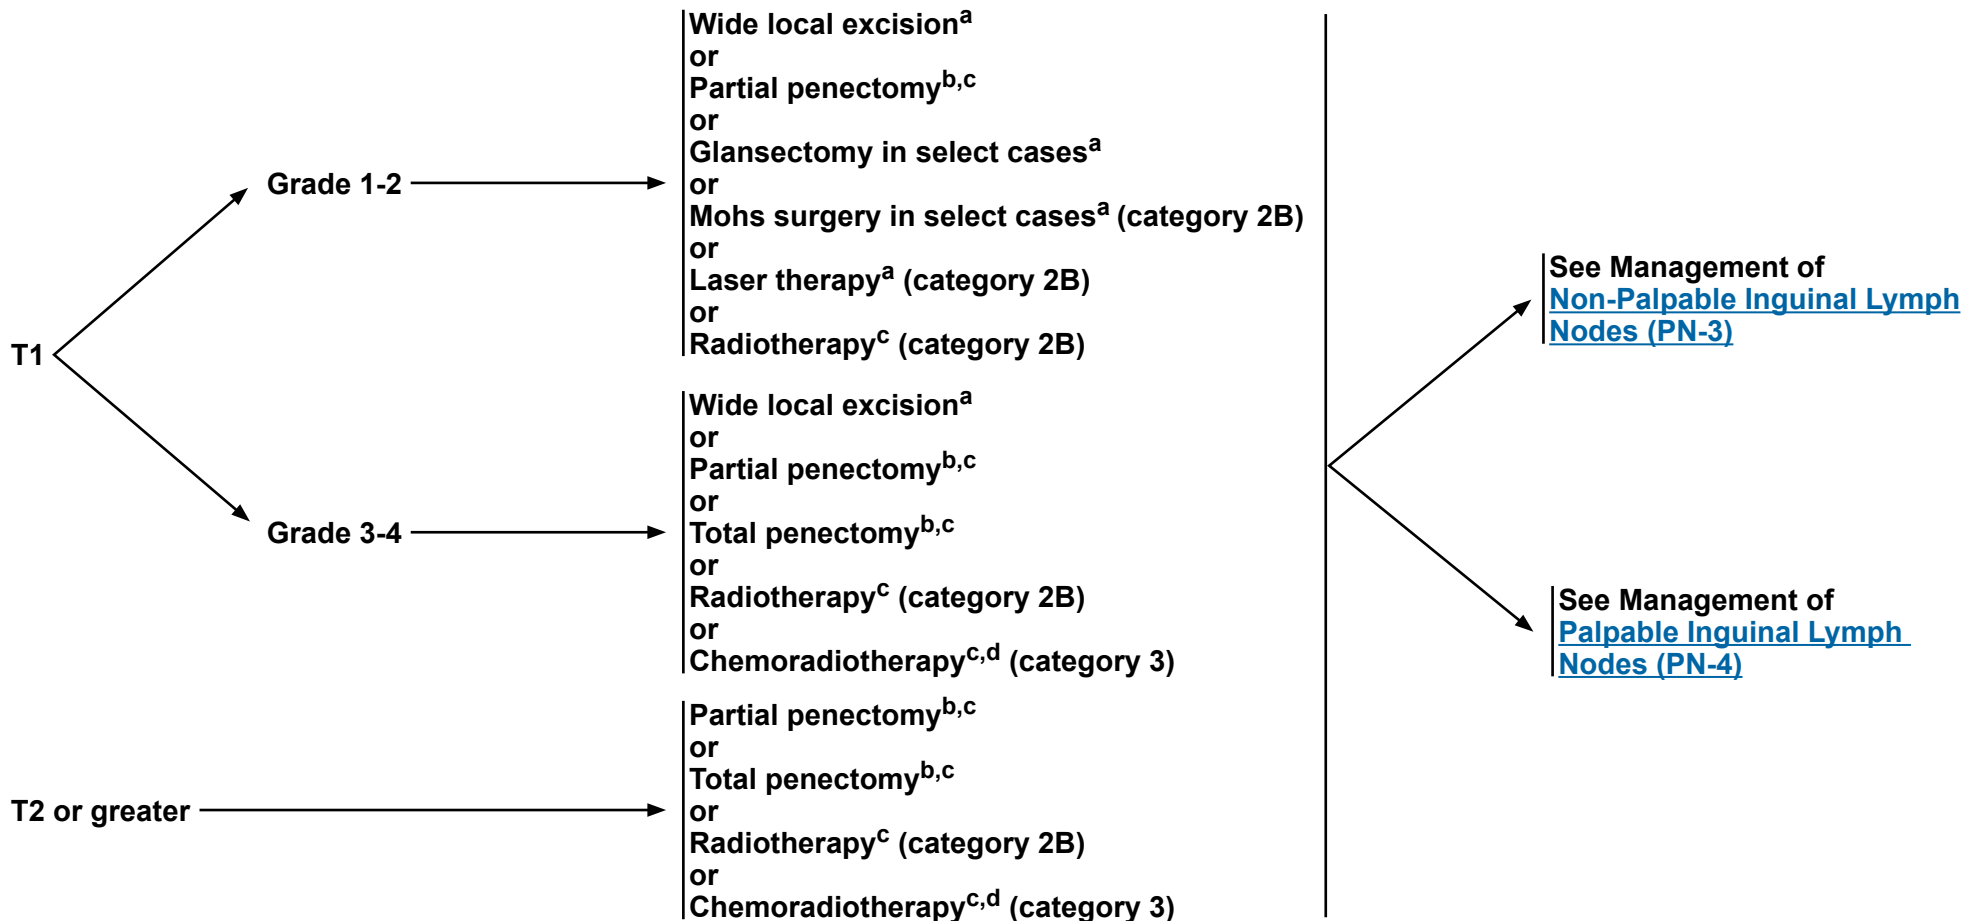 T1
Grade 1-2
Wide local excisionᵃ
or
Partial penectomyᵇ,ᶜ
or
Glansectomy in select casesᵃ
or
Mohs surgery in select casesᵃ (category 2B)
or
Laser therapyᵃ (category 2B)
or
Radiotherapyᶜ (category 2B)
Grade 3-4
Wide local excisionᵃ
or
Partial penectomyᵇ,ᶜ
or
Total penectomyᵇ,ᶜ
or
Radiotherapyᶜ (category 2B)
or
Chemoradiotherapyᶜ,ᵈ (category 3)
T2 or greater
Partial penectomyᵇ,ᶜ
or
Total penectomyᵇ,ᶜ
or
Radiotherapyᶜ (category 2B)
or
Chemoradiotherapyᶜ,ᵈ (category 3)
See Management of
Non-Palpable Inguinal Lymph
Nodes (PN-3)
See Management of
Palpable Inguinal Lymph
Nodes (PN-4)